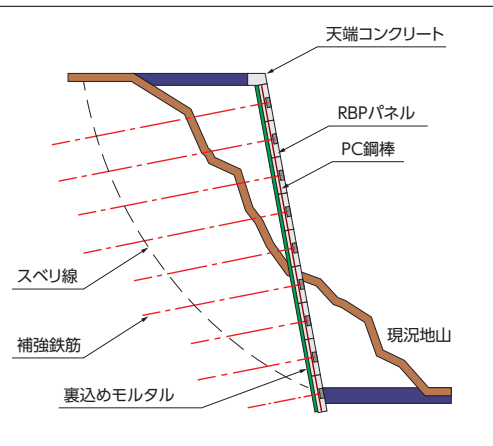 天端コンクリート
RBPパネル
PC鋼棒
スベリ線
補強鉄筋
現況地山
裏込めモルタル